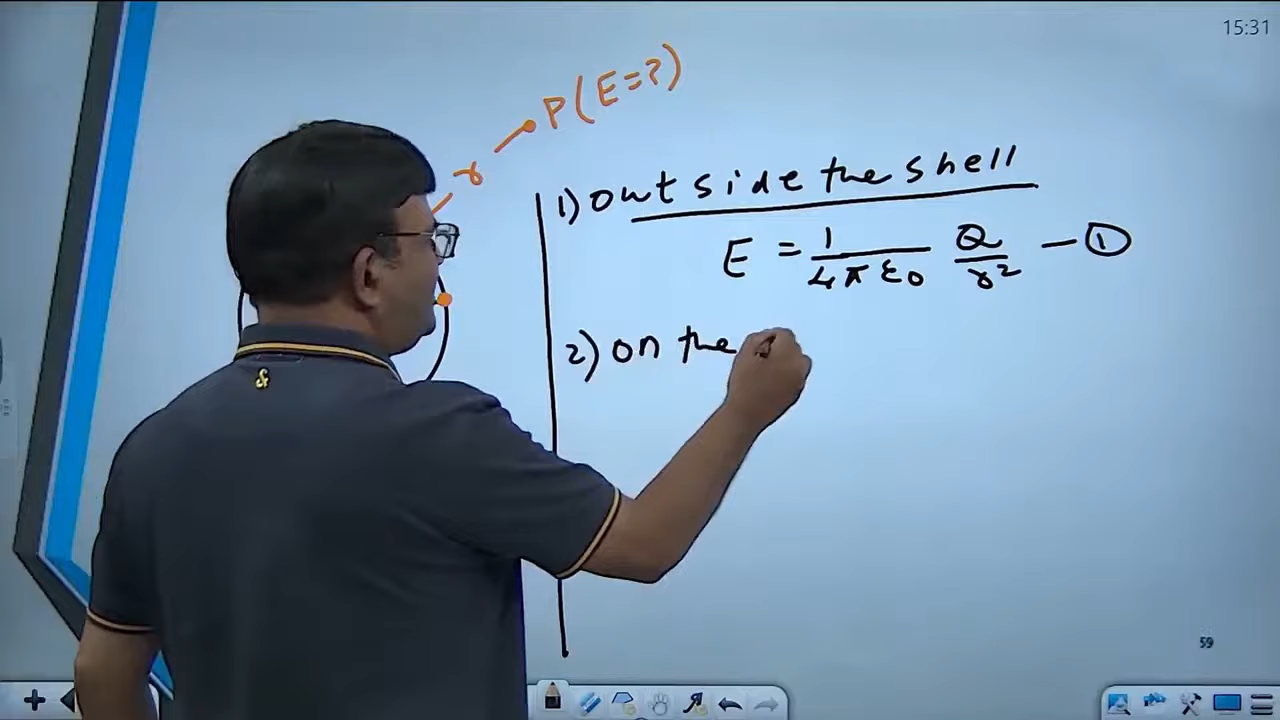 15:31
P(E=?)
r
1) Outside the shell
E = 1/4πε0 Q/r² — ①
2) On the
59